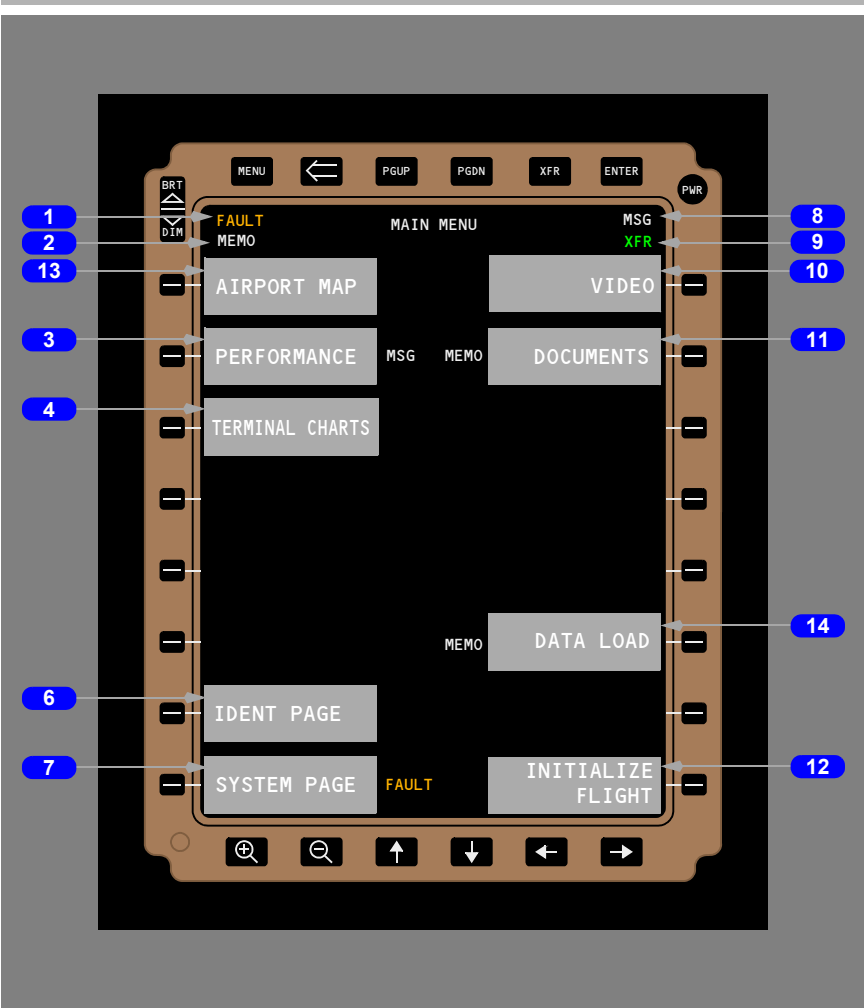 MENU PGUP PGDN XFR ENTER
BRT
PWR
DIM
1 FAULT MAIN MENU MSG 8
2 MEMO XFR 9
13 AIRPORT MAP VIDEO 10
3 PERFORMANCE MSG MEMO DOCUMENTS 11
4 TERMINAL CHARTS
MEMO DATA LOAD 14
6 IDENT PAGE
7 SYSTEM PAGE FAULT INITIALIZE 12
FLIGHT